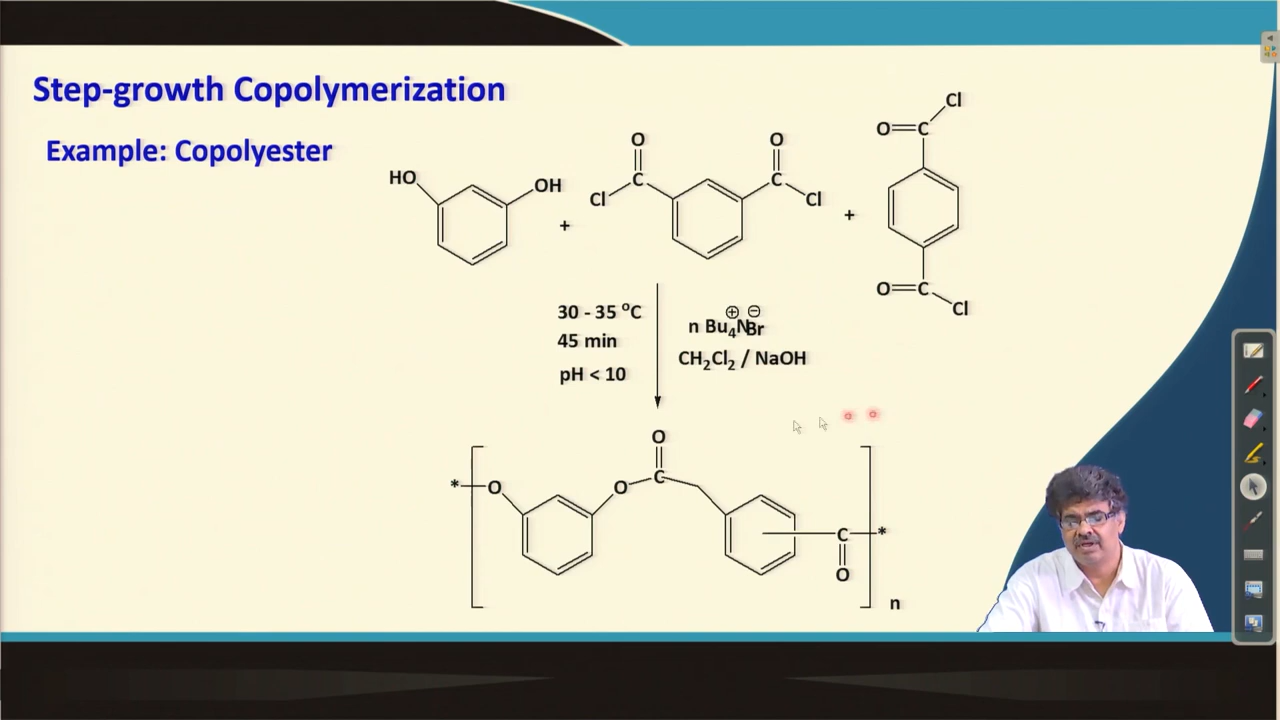 Step-growth Copolymerization
Example: Copolyester
HO
OH
+
Cl
C
O
O
C
Cl
+
O
C
Cl
O
C
Cl
30 - 35 °C
45 min
pH < 10
n Bu4N⊕Br⊖
CH2Cl2 / NaOH
*
O
O
C
O
C
O
*
n